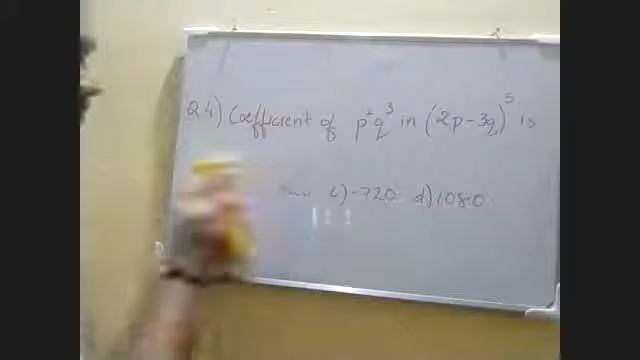 Q4) Coefficient of p²q³ in (2p-3q)⁵ is
c) -720 d) 1080